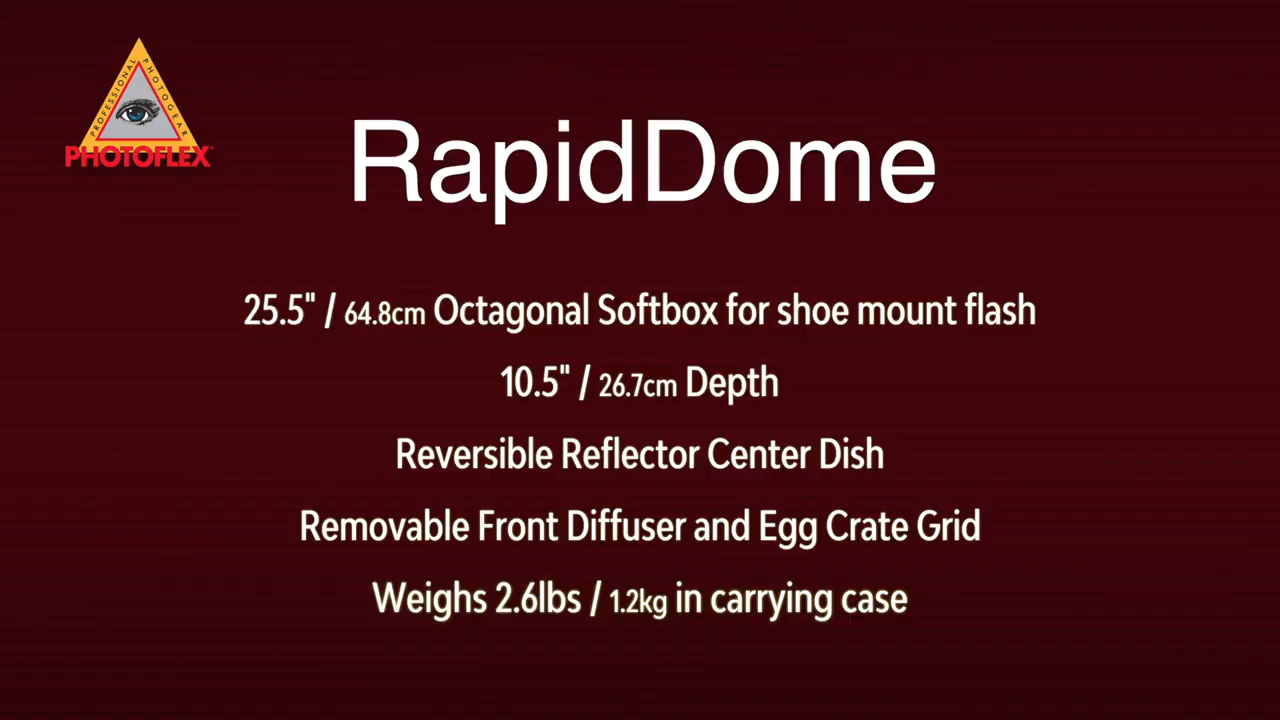 PROFESSIONAL PHOTOGEAR
PHOTOFLEX
RapidDome
25.5" / 64.8cm Octagonal Softbox for shoe mount flash
10.5" / 26.7cm Depth
Reversible Reflector Center Dish
Removable Front Diffuser and Egg Crate Grid
Weighs 2.6lbs / 1.2kg in carrying case